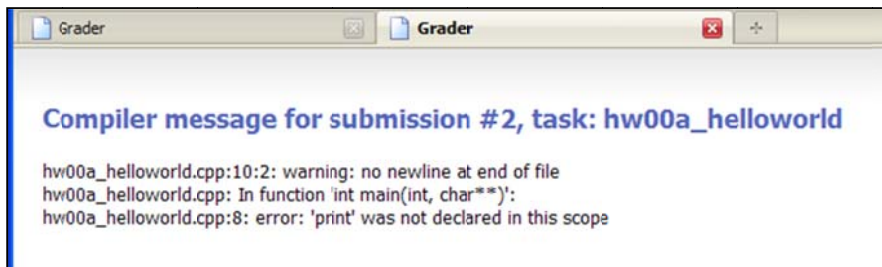 Grader
Grader
Compiler message for submission #2, task: hw00a_helloworld
hw00a_helloworld.cpp:10:2: warning: no newline at end of file
hw00a_helloworld.cpp: In function 'int main(int, char**)':
hw00a_helloworld.cpp:8: error: 'print' was not declared in this scope